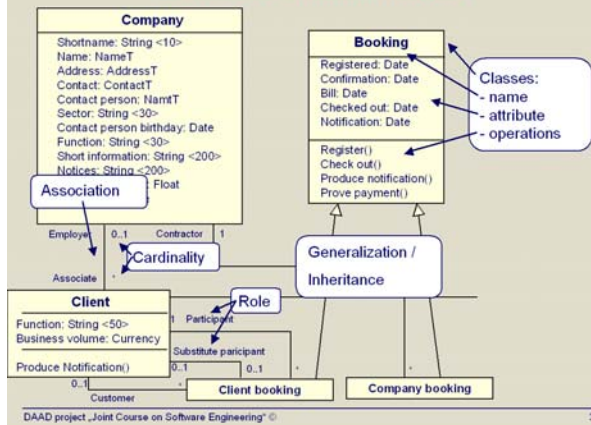 Company
Shortname: String <10>
Name: NameT
Address: AddressT
Contact: ContactT
Contact person: NamtT
Sector: String <30>
Contact person birthday: Date
Function: String <30>
Short information: String <200>
Notices: String <200>
Float
Association
Employer
0..1
Contractor
1
Cardinality
Associate
*
Client
Function: String <50>
Business volume: Currency
Produce Notification()
0..1
Customer
*
1
Participant
Role
*
Substitute paricipant
0..1
0..1
*
Client booking
Company booking
Booking
Registered: Date
Confirmation: Date
Bill: Date
Checked out: Date
Notification: Date
Register()
Check out()
Produce notification()
Prove payment()
Classes:
- name
- attribute
- operations
Generalization /
Inheritance
*
DAAD project „Joint Course on Software Engineering" ©